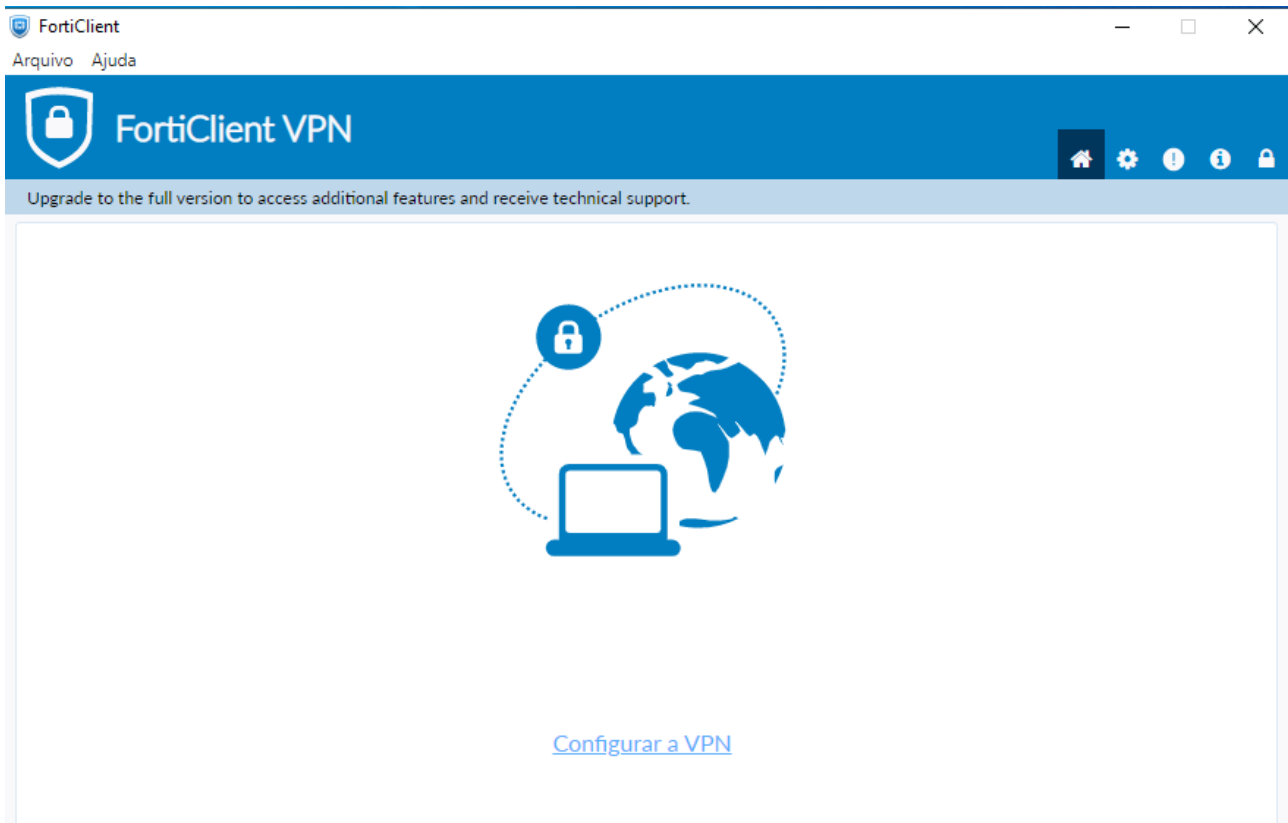 FortiClient
Arquivo Ajuda
FortiClient VPN
Upgrade to the full version to access additional features and receive technical support.
Configurar a VPN